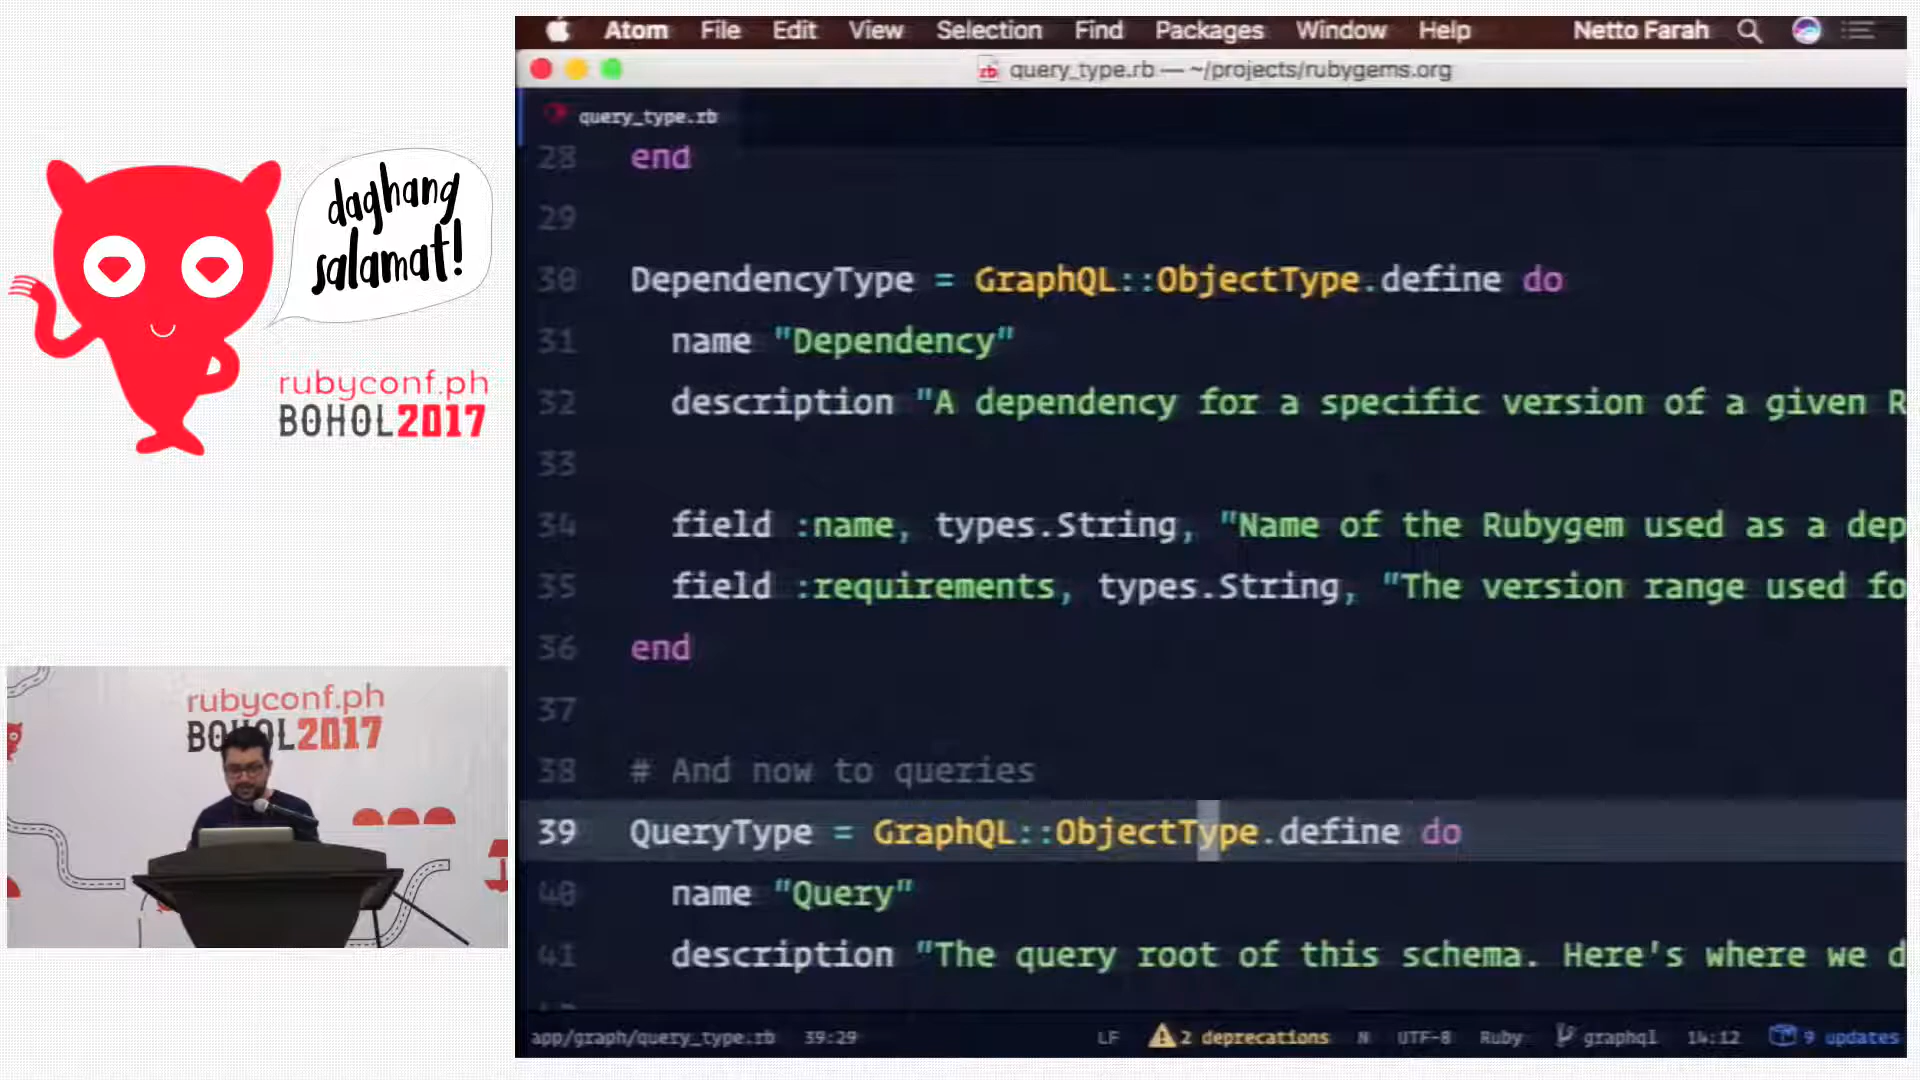 daghang
salamat!
rubyconf.ph
BOHOL2017
rubyconf.ph
2017
Atom File Edit View Selection Find Packages Window Help Netto Farah
query_type.rb — ~/projects/rubygems.org
query_type.rb
28 end
29
30 DependencyType = GraphQL::ObjectType.define do
31 name "Dependency"
32 description "A dependency for a specific version of a given R
33
34 field :name, types.String, "Name of the Rubygem used as a dep
35 field :requirements, types.String, "The version range used fo
36 end
37
38 # And now to queries
39 QueryType = GraphQL::ObjectType.define do
40 name "Query"
41 description "The query root of this schema. Here's where we d
app/graph/query_type.rb 39:29 LF 2 deprecations N UTF-8 Ruby graphql 14:12 9 updates